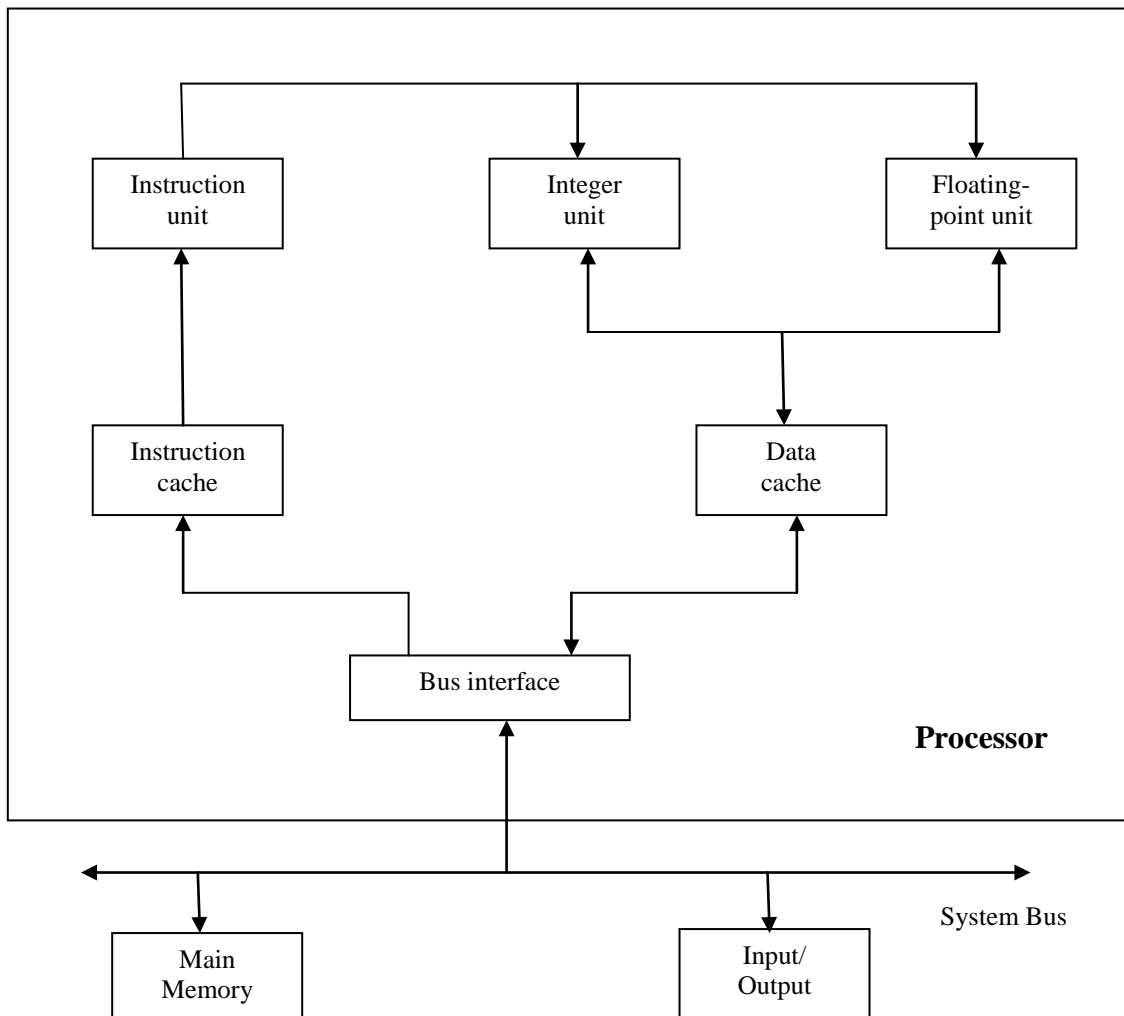 Instruction
unit
Integer
unit
Floating-
point unit
Instruction
cache
Data
cache
Bus interface
Processor
System Bus
Main
Memory
Input/
Output